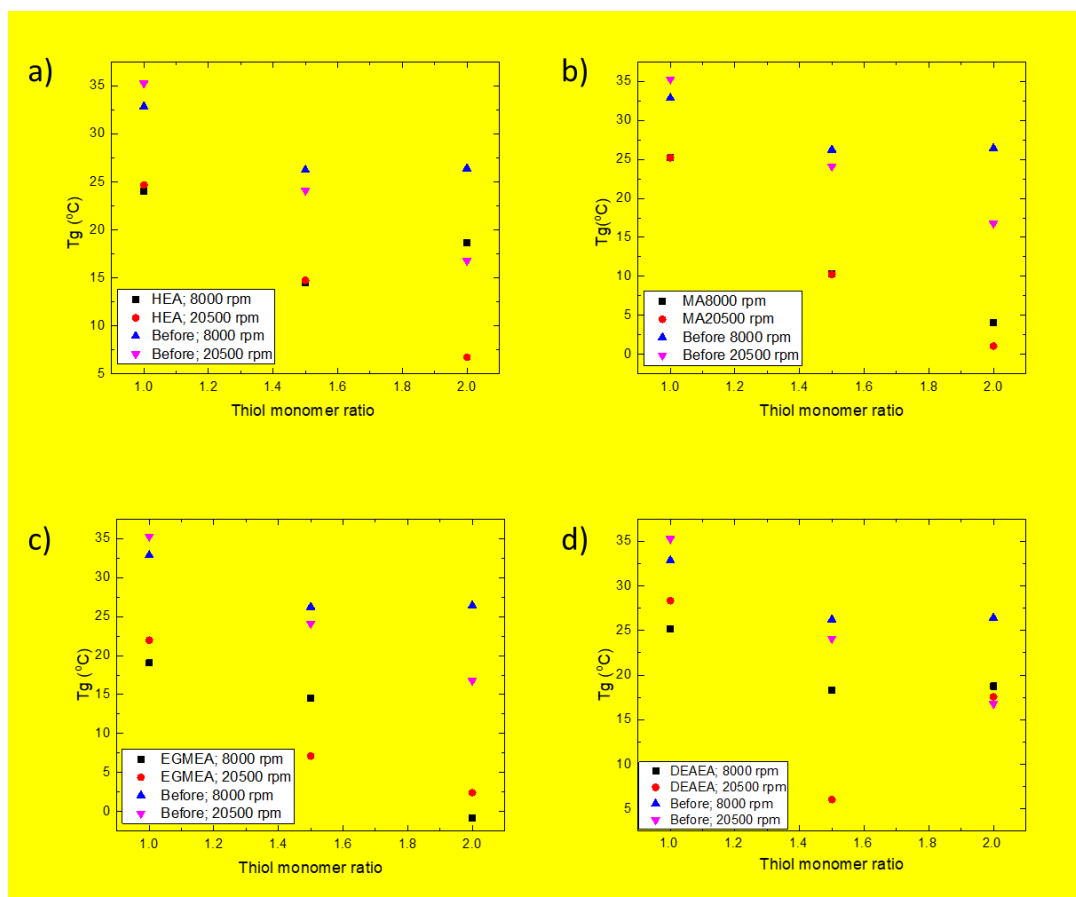 a)
35
30
25
20
15
10
5
Tg (°C)
HEA; 8000 rpm
HEA; 20500 rpm
Before; 8000 rpm
Before; 20500 rpm
1.0 1.2 1.4 1.6 1.8 2.0
Thiol monomer ratio
b)
35
30
25
20
15
10
5
0
Tg(°C)
MA8000 rpm
MA20500 rpm
Before 8000 rpm
Before 20500 rpm
1.0 1.2 1.4 1.6 1.8 2.0
Thiol monomer ratio
c)
35
30
25
20
15
10
5
0
Tg (°C)
EGMEA; 8000 rpm
EGMEA; 20500 rpm
Before; 8000 rpm
Before; 20500 rpm
1.0 1.2 1.4 1.6 1.8 2.0
Thiol monomer ratio
d)
35
30
25
20
15
10
5
Tg (°C)
DEAEA; 8000 rpm
DEAEA; 20500 rpm
Before; 8000 rpm
Before; 20500 rpm
1.0 1.2 1.4 1.6 1.8 2.0
Thiol monomer ratio